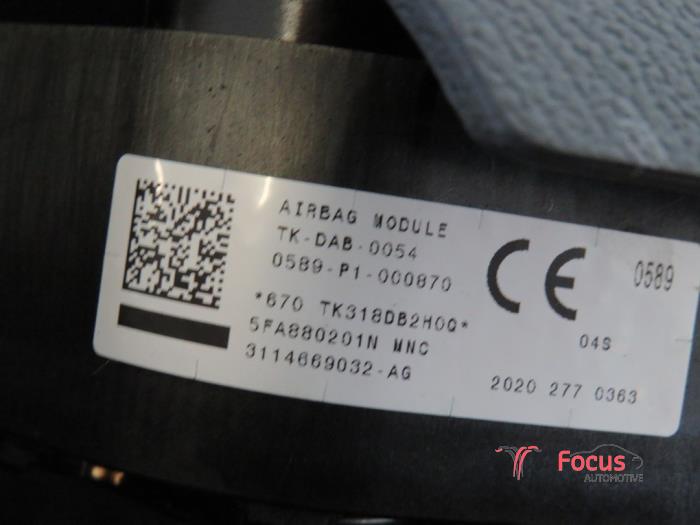 AIRBAG MODULE
TK-DAB-0054
0589-P1-000870
*670 TK318DB2H0Q*
5FA880201N MNC
3114669032-AG
CE
0589
04S
2020 277 0363
Focus
AUTOMOTIVE